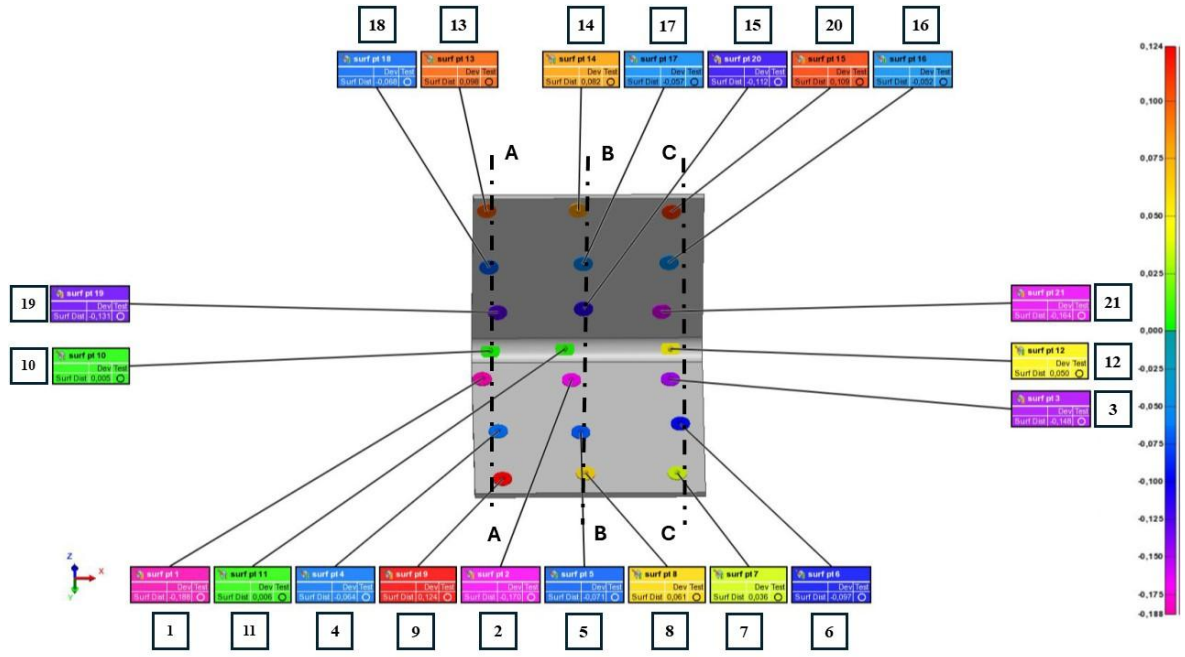 18 13 14 17 15 20 16
surf pt 18 surf pt 13 surf pt 14 surf pt 17 surf pt 20 surf pt 15 surf pt 16
Dev Test Dev Test Dev Test Dev Test Dev Test Dev Test Dev Test
Surf Dist -0,068 Surf Dist 0,098 Surf Dist 0,082 Surf Dist -0,057 Surf Dist -0,112 Surf Dist 0,109 Surf Dist -0,052
A B C
19
surf pt 19
Dev Test
Surf Dist -0,131
10
surf pt 10
Dev Test
Surf Dist 0,005
surf pt 21
Dev Test
Surf Dist -0,164
21
surf pt 12
Dev Test
Surf Dist 0,050
12
surf pt 3
Dev Test
Surf Dist -0,148
3
A B C
Z
X
Y
surf pt 1 surf pt 11 surf pt 4 surf pt 9 surf pt 2 surf pt 5 surf pt 8 surf pt 7 surf pt 6
Dev Test Dev Test Dev Test Dev Test Dev Test Dev Test Dev Test Dev Test Dev Test
Surf Dist -0,188 Surf Dist 0,006 Surf Dist -0,064 Surf Dist 0,124 Surf Dist -0,170 Surf Dist -0,071 Surf Dist 0,061 Surf Dist 0,036 Surf Dist -0,097
1 11 4 9 2 5 8 7 6
0,124
0,100
0,075
0,050
0,025
0,000
-0,025
-0,050
-0,075
-0,100
-0,125
-0,150
-0,175
-0,188